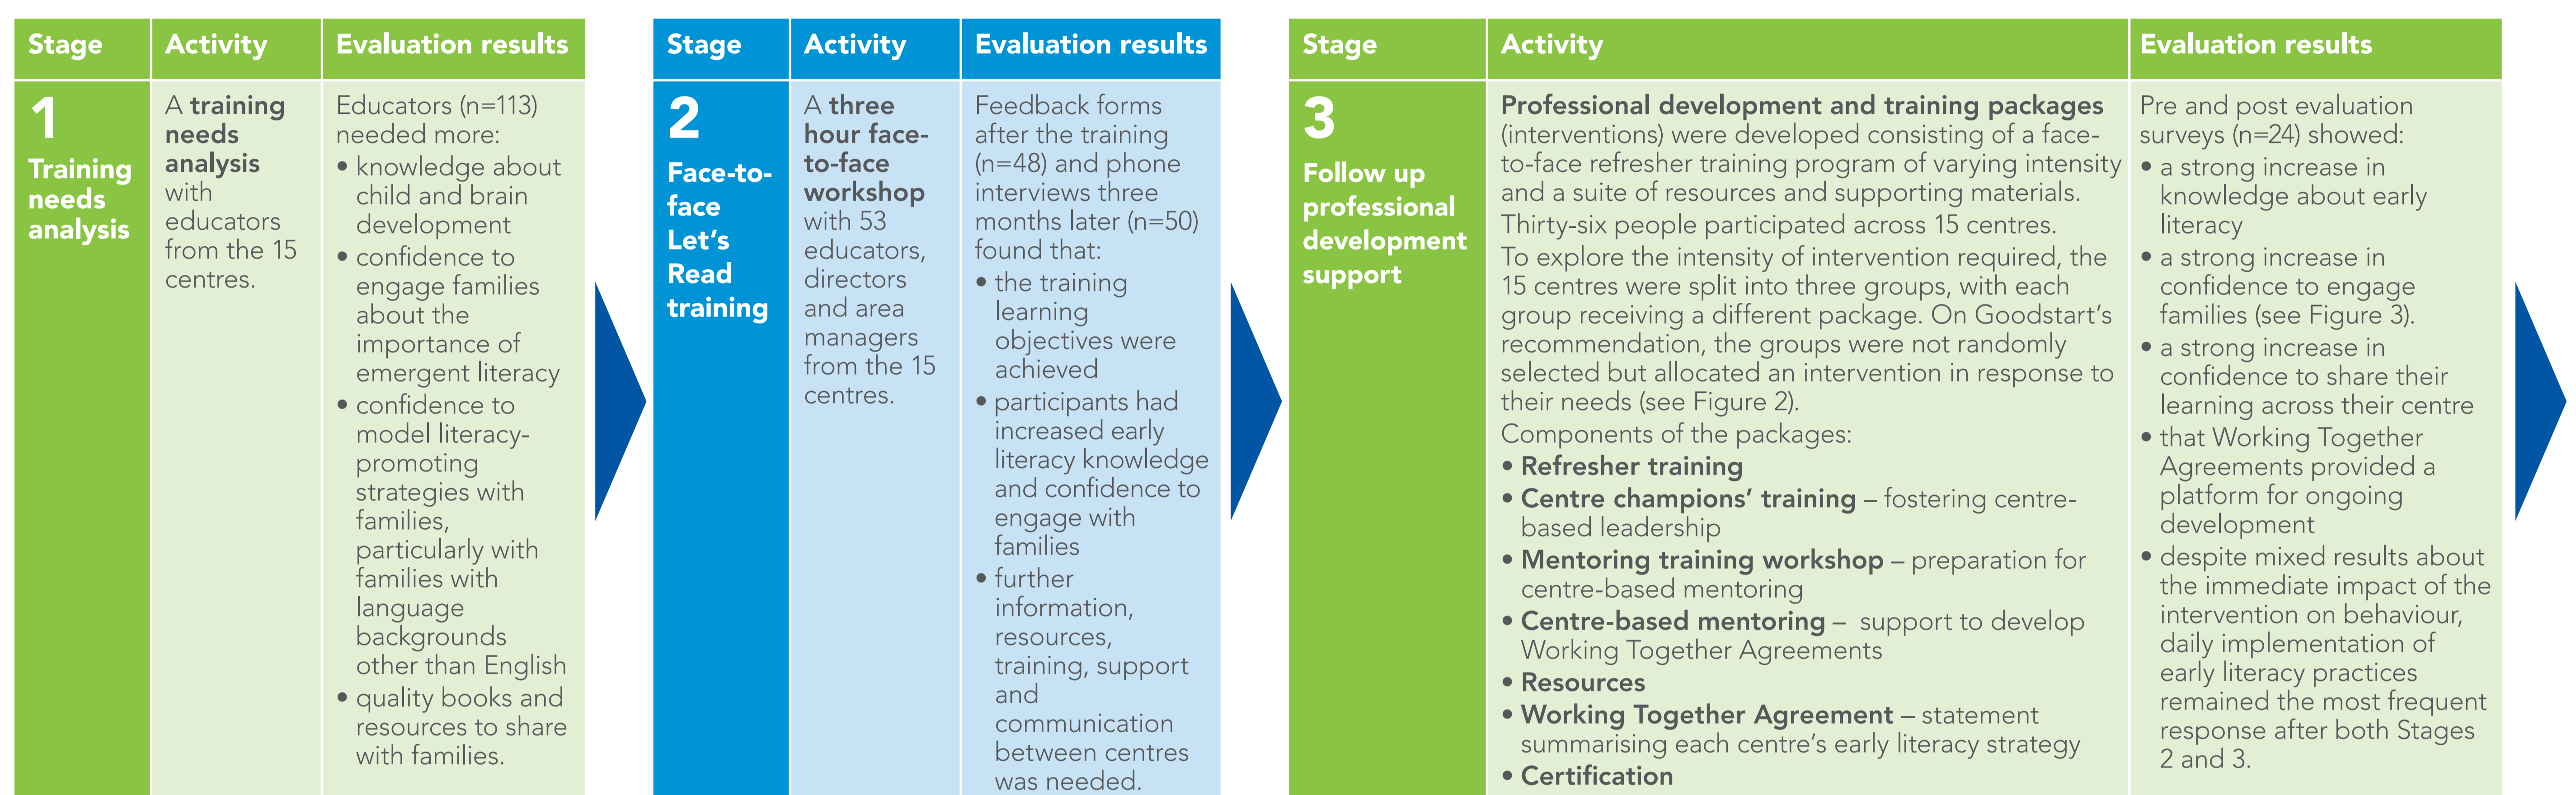 Stage
Activity
Evaluation results
1
Training
needs
analysis
A training
needs
analysis
with
educators
from the 15
centres.
Educators (n=113)
needed more:
• knowledge about
child and brain
development
• confidence to
engage families
about the
importance of
emergent literacy
• confidence to
model literacy-
promoting
strategies with
families,
particularly with
families with
language
backgrounds
other than English
• quality books and
resources to share
with families.
Stage
Activity
Evaluation results
2
Face-to-
face
Let's
Read
training
A three
hour face-
to-face
workshop
with 53
educators,
directors
and area
managers
from the 15
centres.
Feedback forms
after the training
(n=48) and phone
interviews three
months later (n=50)
found that:
• the training
learning
objectives were
achieved
• participants had
increased early
literacy knowledge
and confidence to
engage with
families
• further
information,
resources,
training, support
and
communication
between centres
was needed.
Stage
Activity
Evaluation results
3
Follow up
professional
development
support
Professional development and training packages
(interventions) were developed consisting of a face-
to-face refresher training program of varying intensity
and a suite of resources and supporting materials.
Thirty-six people participated across 15 centres.
To explore the intensity of intervention required, the
15 centres were split into three groups, with each
group receiving a different package. On Goodstart's
recommendation, the groups were not randomly
selected but allocated an intervention in response to
their needs (see Figure 2).
Components of the packages:
• Refresher training
• Centre champions' training – fostering centre-
based leadership
• Mentoring training workshop – preparation for
centre-based mentoring
• Centre-based mentoring – support to develop
Working Together Agreements
• Resources
• Working Together Agreement – statement
summarising each centre's early literacy strategy
• Certification
Pre and post evaluation
surveys (n=24) showed:
• a strong increase in
knowledge about early
literacy
• a strong increase in
confidence to engage
families (see Figure 3).
• a strong increase in
confidence to share their
learning across their centre
• that Working Together
Agreements provided a
platform for ongoing
development
• despite mixed results about
the immediate impact of the
intervention on behaviour,
daily implementation of
early literacy practices
remained the most frequent
response after both Stages
2 and 3.